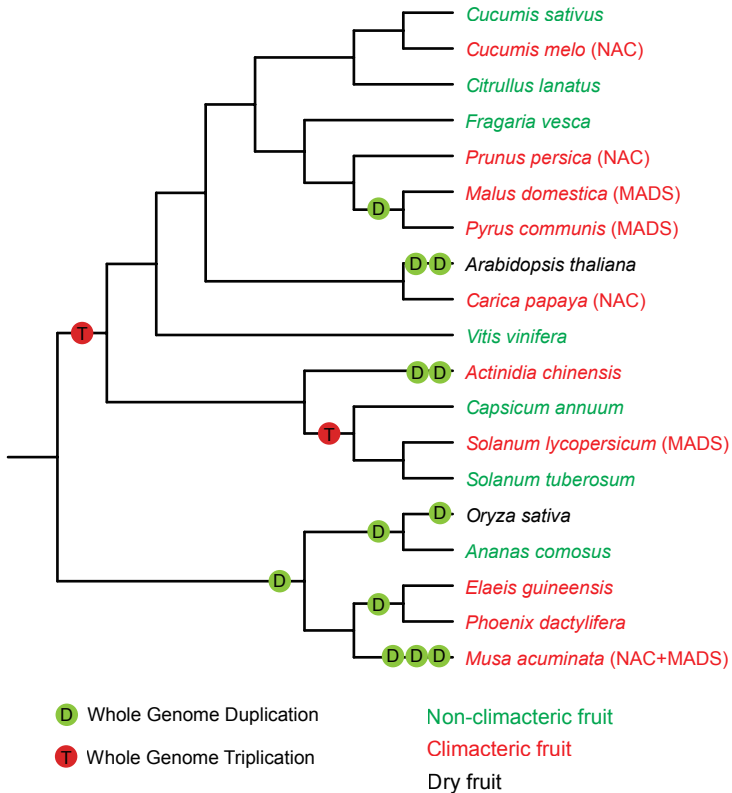 Cucumis sativus
Cucumis melo (NAC)
Citrullus lanatus
Fragaria vesca
Prunus persica (NAC)
Malus domestica (MADS)
D
Pyrus communis (MADS)
D D Arabidopsis thaliana
Carica papaya (NAC)
T
Vitis vinifera
D D Actinidia chinensis
Capsicum annuum
T
Solanum lycopersicum (MADS)
Solanum tuberosum
D Oryza sativa
D
Ananas comosus
D
Elaeis guineensis
D
Phoenix dactylifera
D D D Musa acuminata (NAC+MADS)
D Whole Genome Duplication
T Whole Genome Triplication
Non-climacteric fruit
Climacteric fruit
Dry fruit